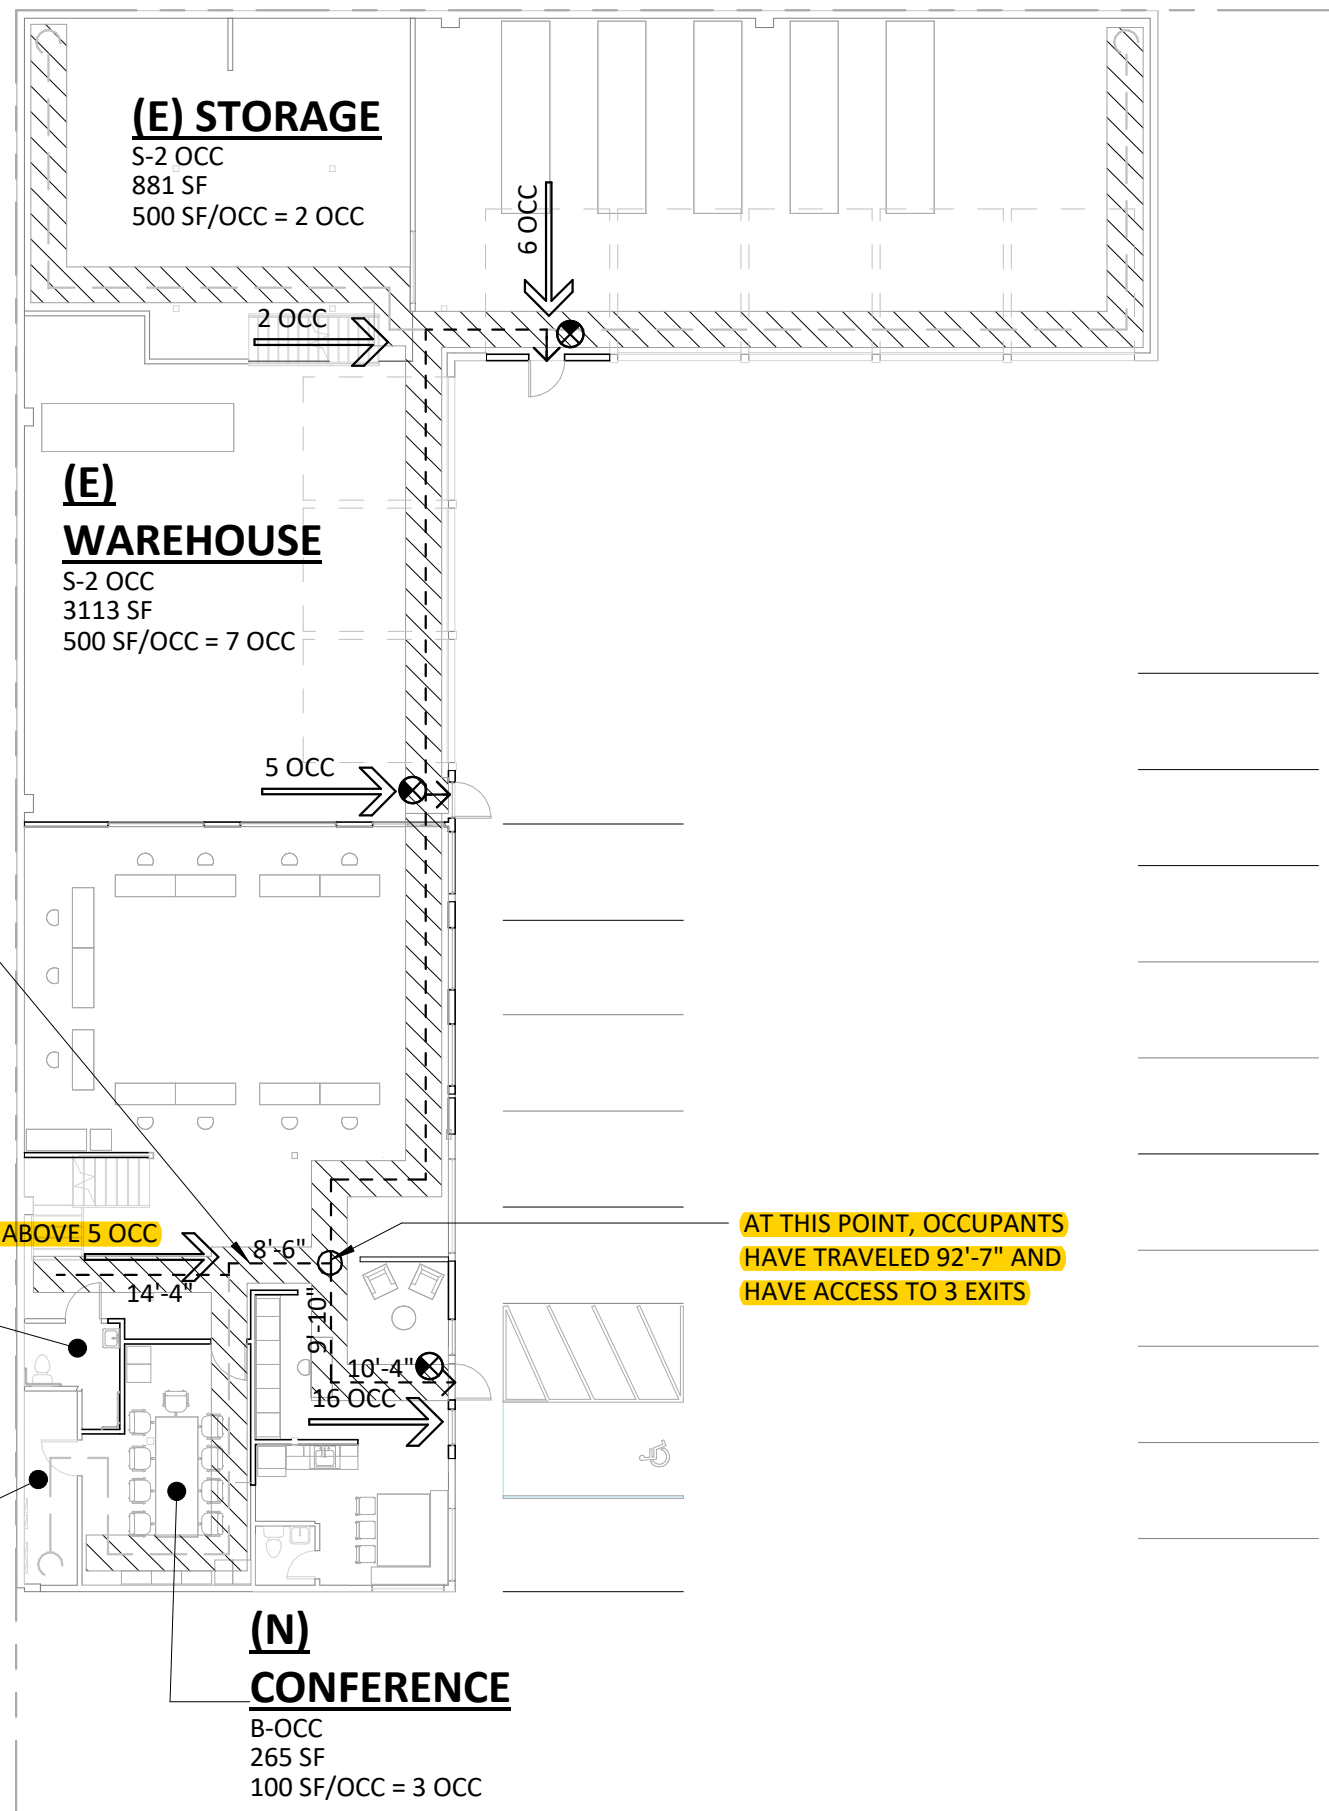 (E) STORAGE
S-2 OCC
881 SF
500 SF/OCC = 2 OCC
6 OCC
2 OCC
(E)
WAREHOUSE
S-2 OCC
3113 SF
500 SF/OCC = 7 OCC
5 OCC
ABOVE 5 OCC
8'-6"
14'-4"
9'-10"
10'-4"
16 OCC
AT THIS POINT, OCCUPANTS
HAVE TRAVELED 92'-7" AND
HAVE ACCESS TO 3 EXITS
(N)
CONFERENCE
B-OCC
265 SF
100 SF/OCC = 3 OCC